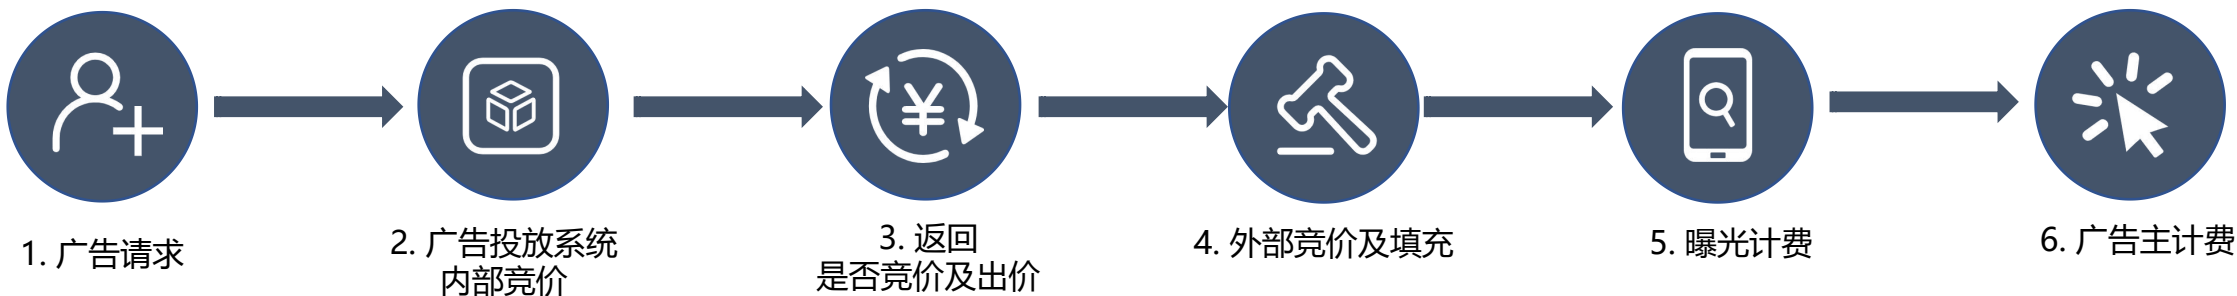 1. 广告请求
2. 广告投放系统
内部竞价
3. 返回
是否竞价及出价
4. 外部竞价及填充
5. 曝光计费
6. 广告主计费